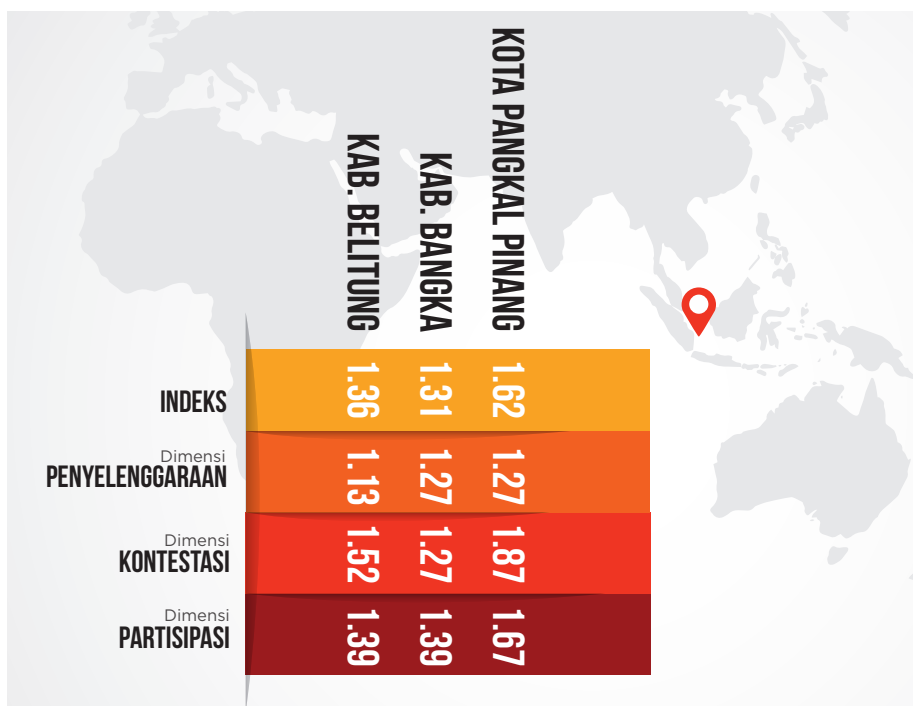 KAB. BELITUNG
KAB. BANGKA
KOTA PANGKAL PINANG
INDEKS
1.36
1.31
1.62
Dimensi
PENYELENGGARAAN
1.13
1.27
1.27
Dimensi
KONTESTASI
1.52
1.27
1.87
Dimensi
PARTISIPASI
1.39
1.39
1.67